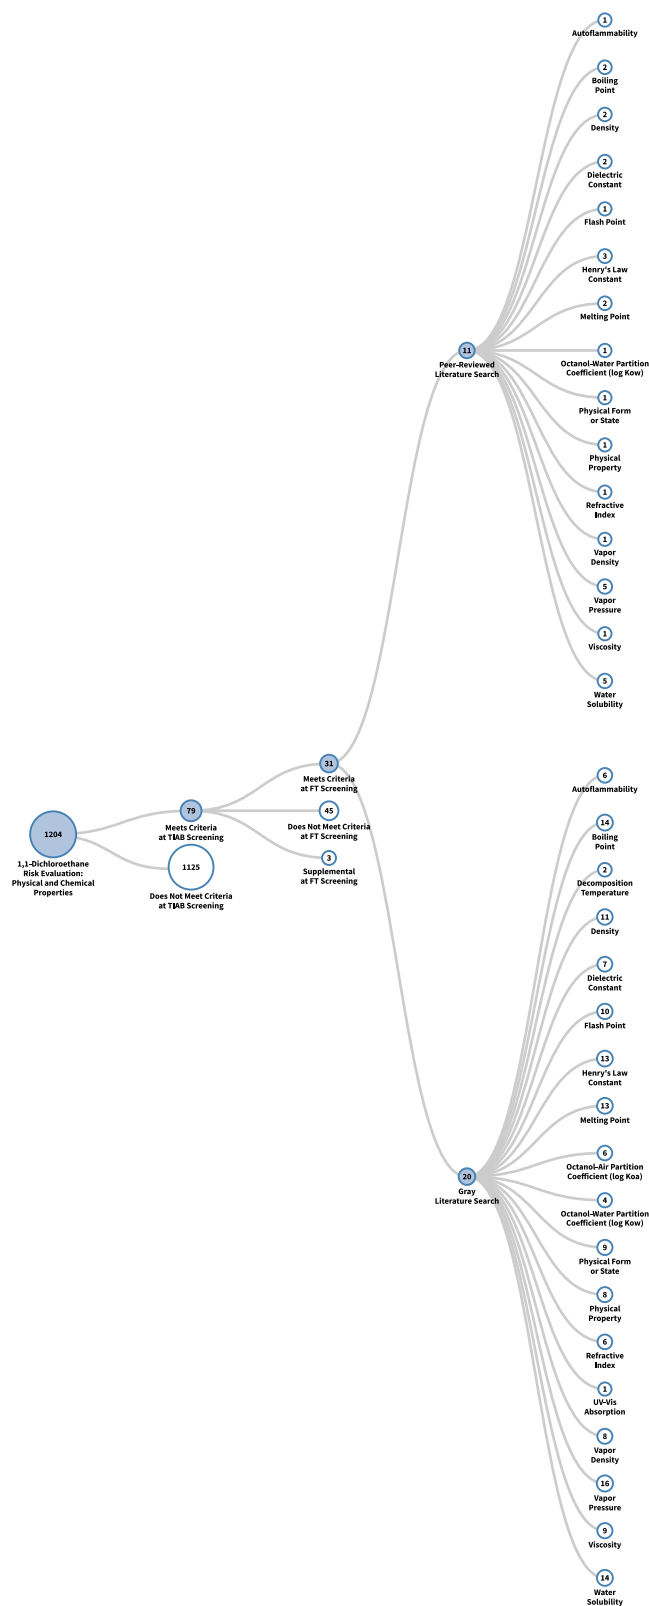 1
Autoflammability
2
Boiling
Point
2
Density
2
Dielectric
Constant
1
Flash Point
3
Henry's Law
Constant
2
Melting Point
11
Peer-Reviewed
Literature Search
1
Octanol-Water Partition
Coefficient (log Kow)
1
Physical Form
or State
1
Physical
Property
1
Refractive
Index
1
Vapor
Density
5
Vapor
Pressure
1
Viscosity
5
Water
Solubility
1204
1,1-Dichloroethane
Risk Evaluation:
Physical and Chemical
Properties
79
Meets Criteria
at TIAB Screening
1125
Does Not Meet Criteria
at TIAB Screening
31
Meets Criteria
at FT Screening
45
Does Not Meet Criteria
at FT Screening
3
Supplemental
at FT Screening
6
Autoflammability
14
Boiling
Point
2
Decomposition
Temperature
11
Density
7
Dielectric
Constant
10
Flash Point
13
Henry's Law
Constant
13
Melting Point
6
Octanol-Air Partition
Coefficient (log Koa)
20
Gray
Literature Search
4
Octanol-Water Partition
Coefficient (log Kow)
9
Physical Form
or State
8
Physical
Property
6
Refractive
Index
1
UV-Vis
Absorption
8
Vapor
Density
16
Vapor
Pressure
9
Viscosity
14
Water
Solubility